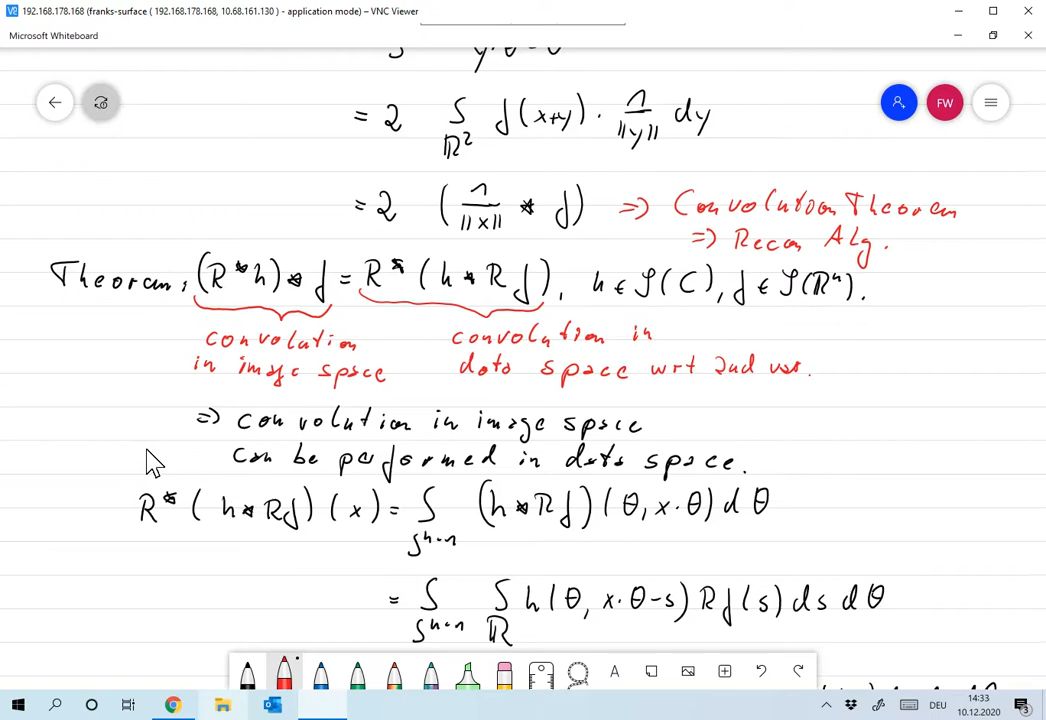 192.168.178.168 (franks-surface ( 192.168.178.168, 10.68.161.130 ) - application mode) – VNC Viewer
Microsoft Whiteboard
FW
= 2 ∫ f(x+y) · 1/||y|| dy
ℝ²
= 2 (1/||x|| * f) ⇒ Convolution Theorem
⇒ Recon Alg.
Theorem: (R*h) * f = R*(h * R f), h ∈ 𝒮(C), f ∈ 𝒮(ℝⁿ).
convolution in image space
convolution in data space wrt 2nd var.
⇒ convolution in image space
can be performed in data space.
R*(h * Rf)(x) = ∫ (h * Rf)(θ, x·θ) dθ
Sⁿ⁻¹
= ∫ ∫ h(θ, x·θ-s) Rf(s) ds dθ
Sⁿ⁻¹ ℝ
A
DEU
14:33
10.12.2020
3